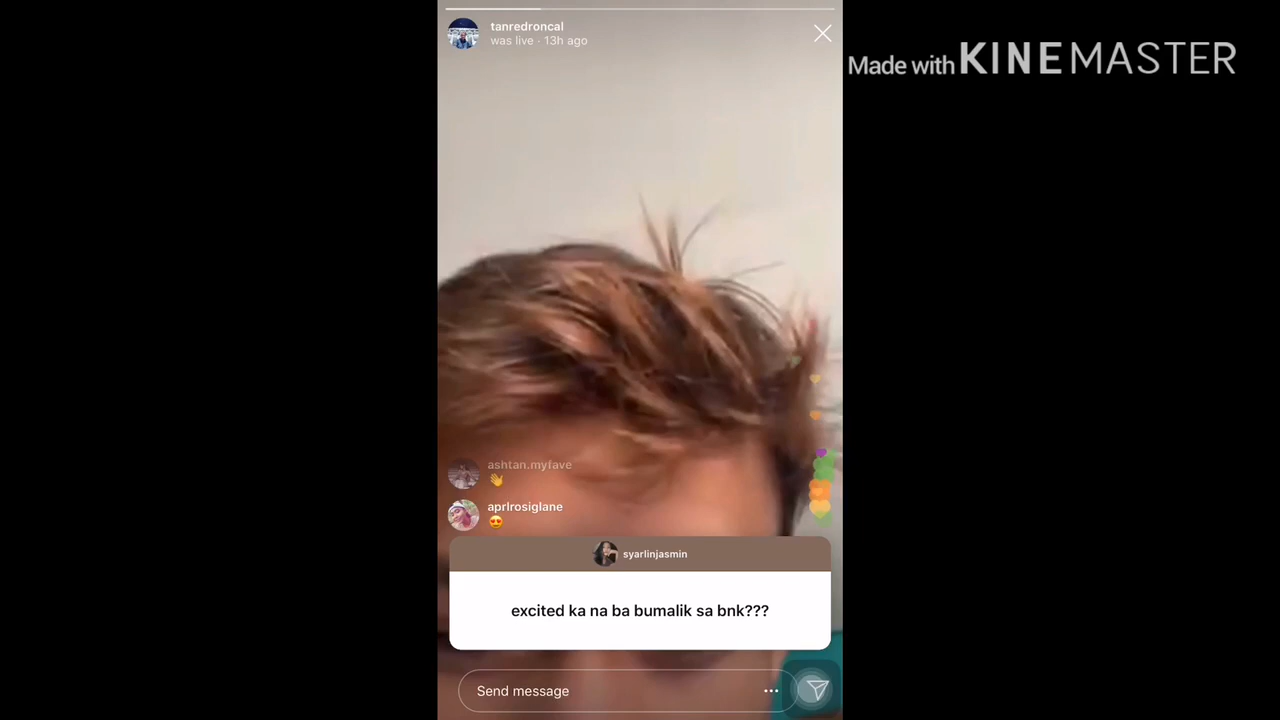 tanredroncal
was live · 13h ago
Made with KINEMASTER
ashtan.myfave
👋
aprlrosiglane
😍
syarlinjasmin
excited ka na ba bumalik sa bnk???
Send message